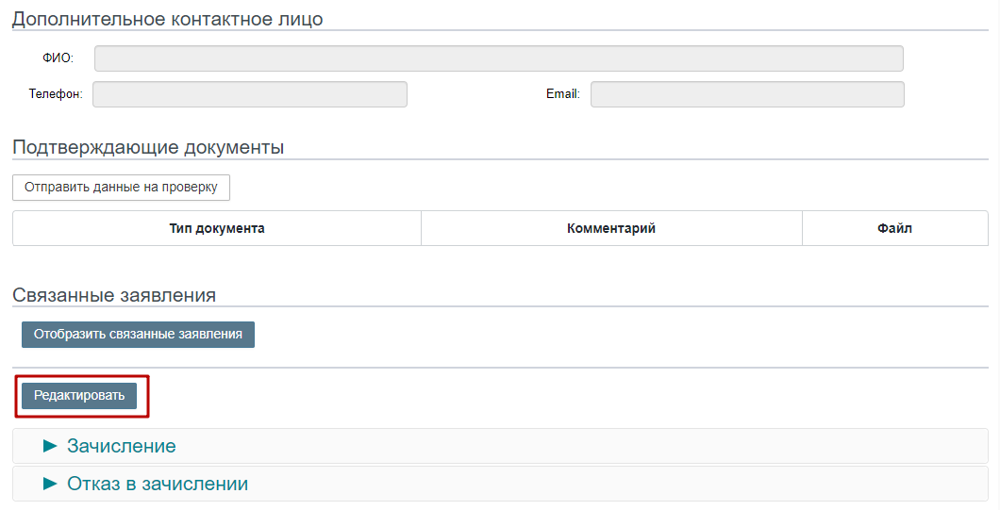 Дополнительное контактное лицо
ФИО:
Телефон: Email:
Подтверждающие документы
Отправить данные на проверку
Тип документа Комментарий Файл
Связанные заявления
Отобразить связанные заявления
Редактировать
Зачисление
Отказ в зачислении